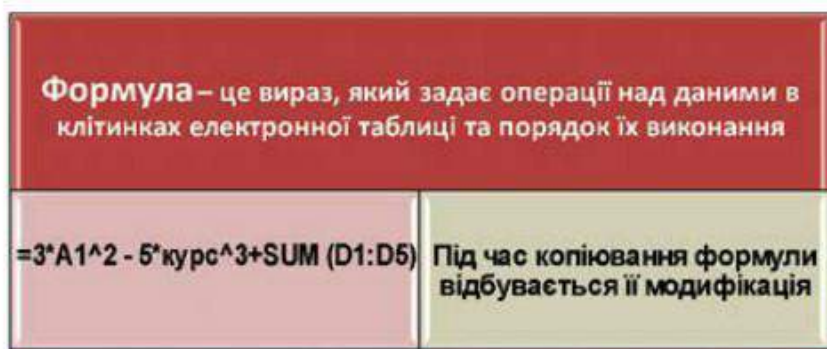 Формула – це вираз, який задає операції над даними в
клітинках електронної таблиці та порядок їх виконання
=3*A1^2 - 5*курс^3+SUM (D1:D5)
Під час копіювання формули
відбувається її модифікація